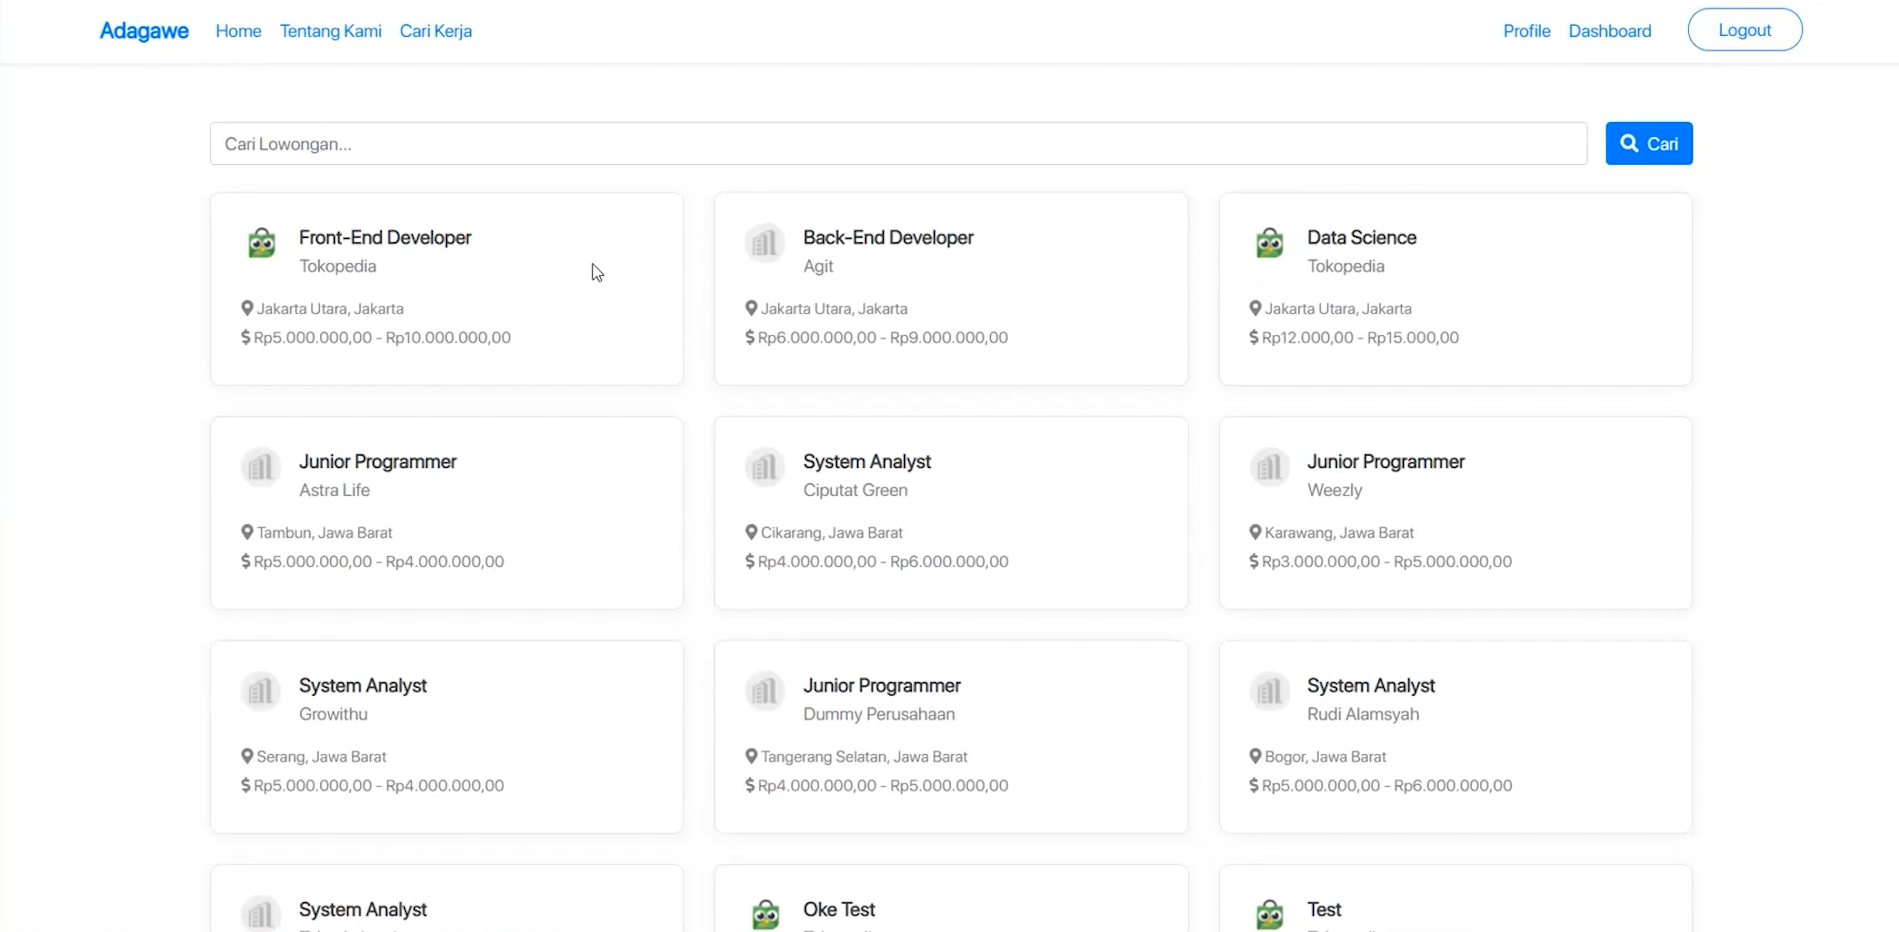 Adagawe Home Tentang Kami Cari Kerja Profile Dashboard Logout
Cari Lowongan... Cari
Front-End Developer
Tokopedia
Jakarta Utara, Jakarta
Rp5.000.000,00 - Rp10.000.000,00
Back-End Developer
Agit
Jakarta Utara, Jakarta
Rp6.000.000,00 - Rp9.000.000,00
Data Science
Tokopedia
Jakarta Utara, Jakarta
Rp12.000,00 - Rp15.000,00
Junior Programmer
Astra Life
Tambun, Jawa Barat
Rp5.000.000,00 - Rp4.000.000,00
System Analyst
Ciputat Green
Cikarang, Jawa Barat
Rp4.000.000,00 - Rp6.000.000,00
Junior Programmer
Weezly
Karawang, Jawa Barat
Rp3.000.000,00 - Rp5.000.000,00
System Analyst
Growithu
Serang, Jawa Barat
Rp5.000.000,00 - Rp4.000.000,00
Junior Programmer
Dummy Perusahaan
Tangerang Selatan, Jawa Barat
Rp4.000.000,00 - Rp5.000.000,00
System Analyst
Rudi Alamsyah
Bogor, Jawa Barat
Rp5.000.000,00 - Rp6.000.000,00
System Analyst
Oke Test
Test